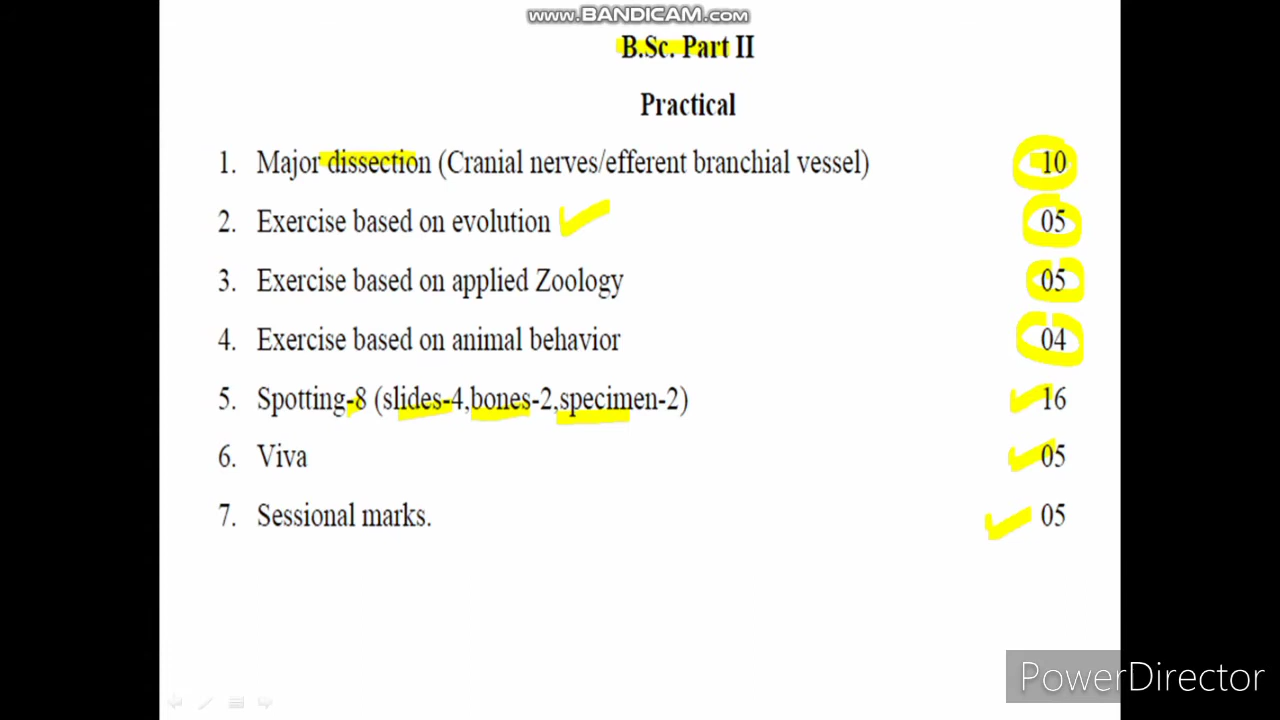 www.BANDICAM.com
B.Sc. Part II
Practical
1. Major dissection (Cranial nerves/efferent branchial vessel) 10
2. Exercise based on evolution 05
3. Exercise based on applied Zoology 05
4. Exercise based on animal behavior 04
5. Spotting-8 (slides-4,bones-2,specimen-2) 16
6. Viva 05
7. Sessional marks. 05
PowerDirector